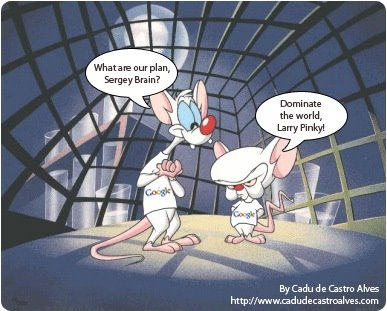 What are our plan,
Sergey Brain?
Dominate
the world,
Larry Pinky!
Google
Google
By Cadu de Castro Alves
http://www.cadudecastroalves.com